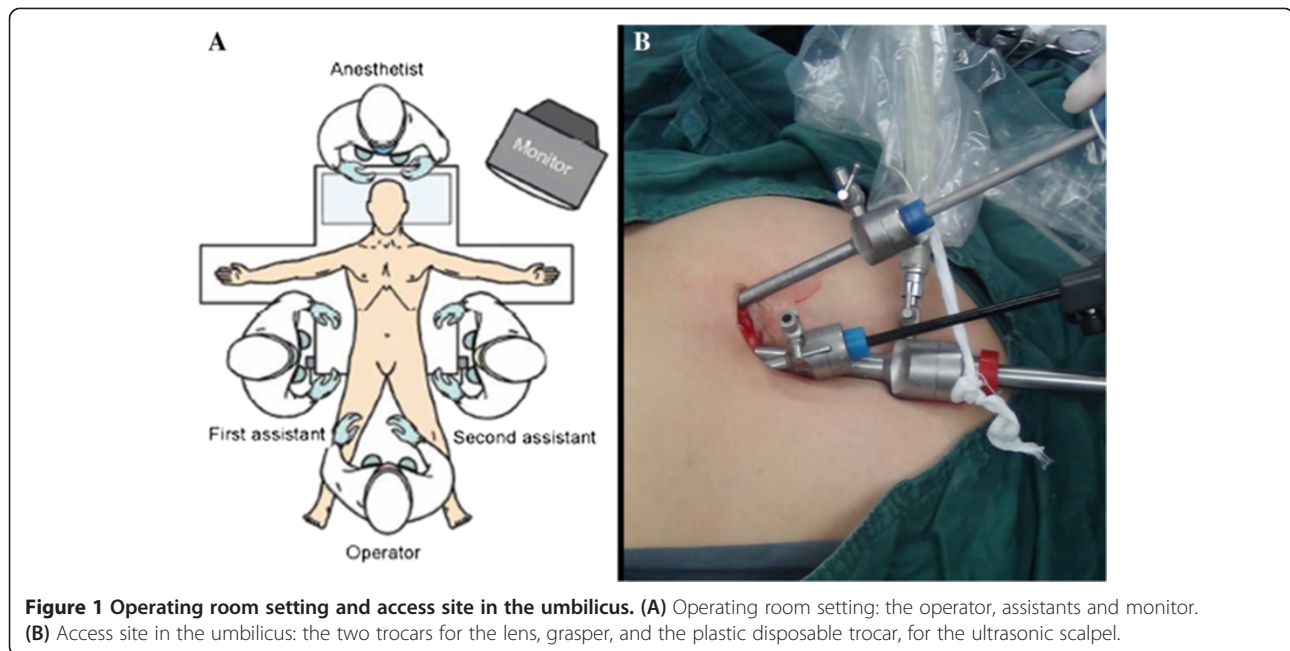 A
B
Anesthetist
Monitor
First assistant
Second assistant
Operator
Figure 1 Operating room setting and access site in the umbilicus. (A) Operating room setting: the operator, assistants and monitor.
(B) Access site in the umbilicus: the two trocars for the lens, grasper, and the plastic disposable trocar, for the ultrasonic scalpel.